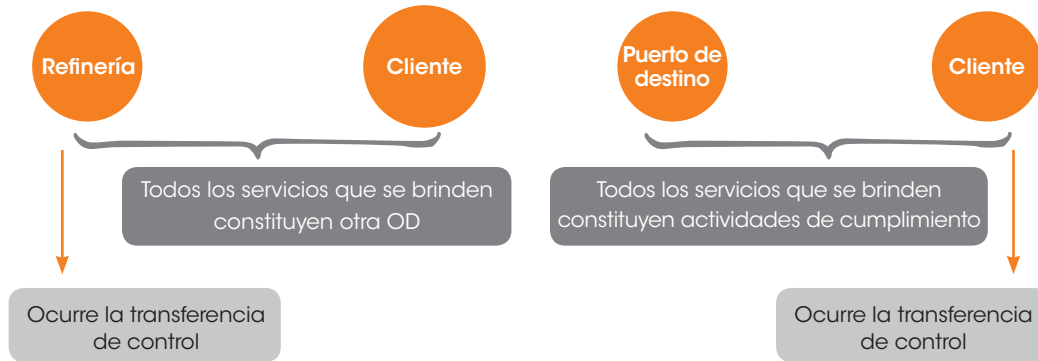 Refinería
Cliente
Puerto de
destino
Cliente
Todos los servicios que se brinden
constituyen otra OD
Todos los servicios que se brinden
constituyen actividades de cumplimiento
Ocurre la transferencia
de control
Ocurre la transferencia
de control